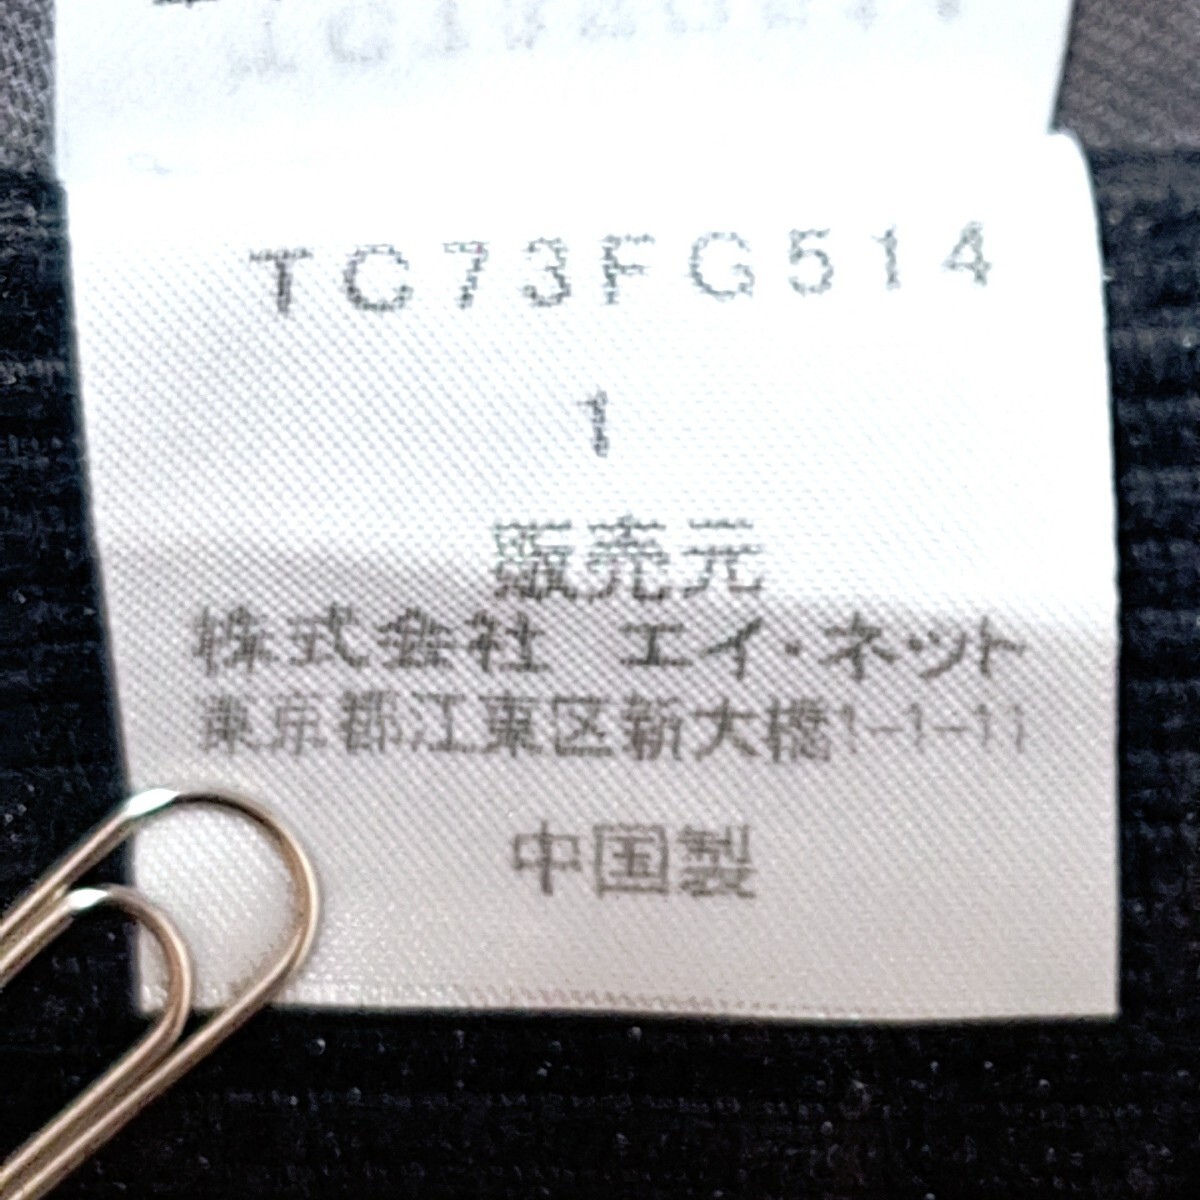 TC73FG514
1
販売元
株式会社 エイ・ネット
東京都江東区新大橋1-1-11
中国製